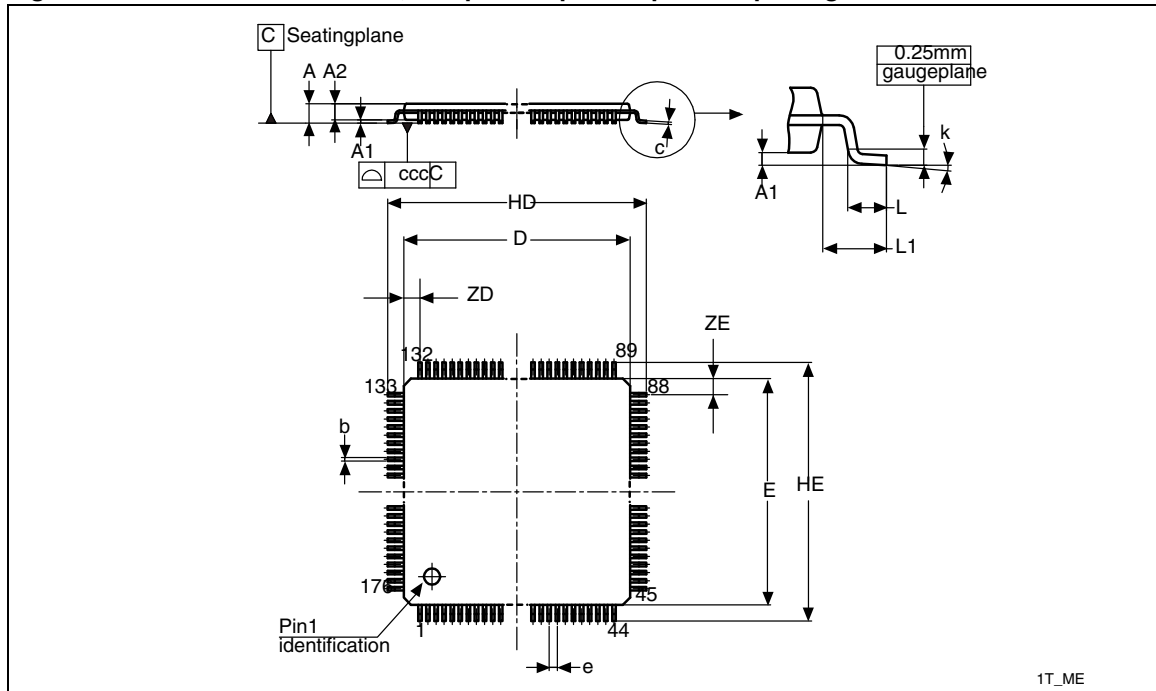 C Seatingplane
A A2
A1
c
ccc C
0.25mm
gaugeplane
k
A1
L
L1
HD
D
ZD
ZE
132
89
133
88
b
E
HE
176
45
Pin1
identification
1
44
e
1T_ME